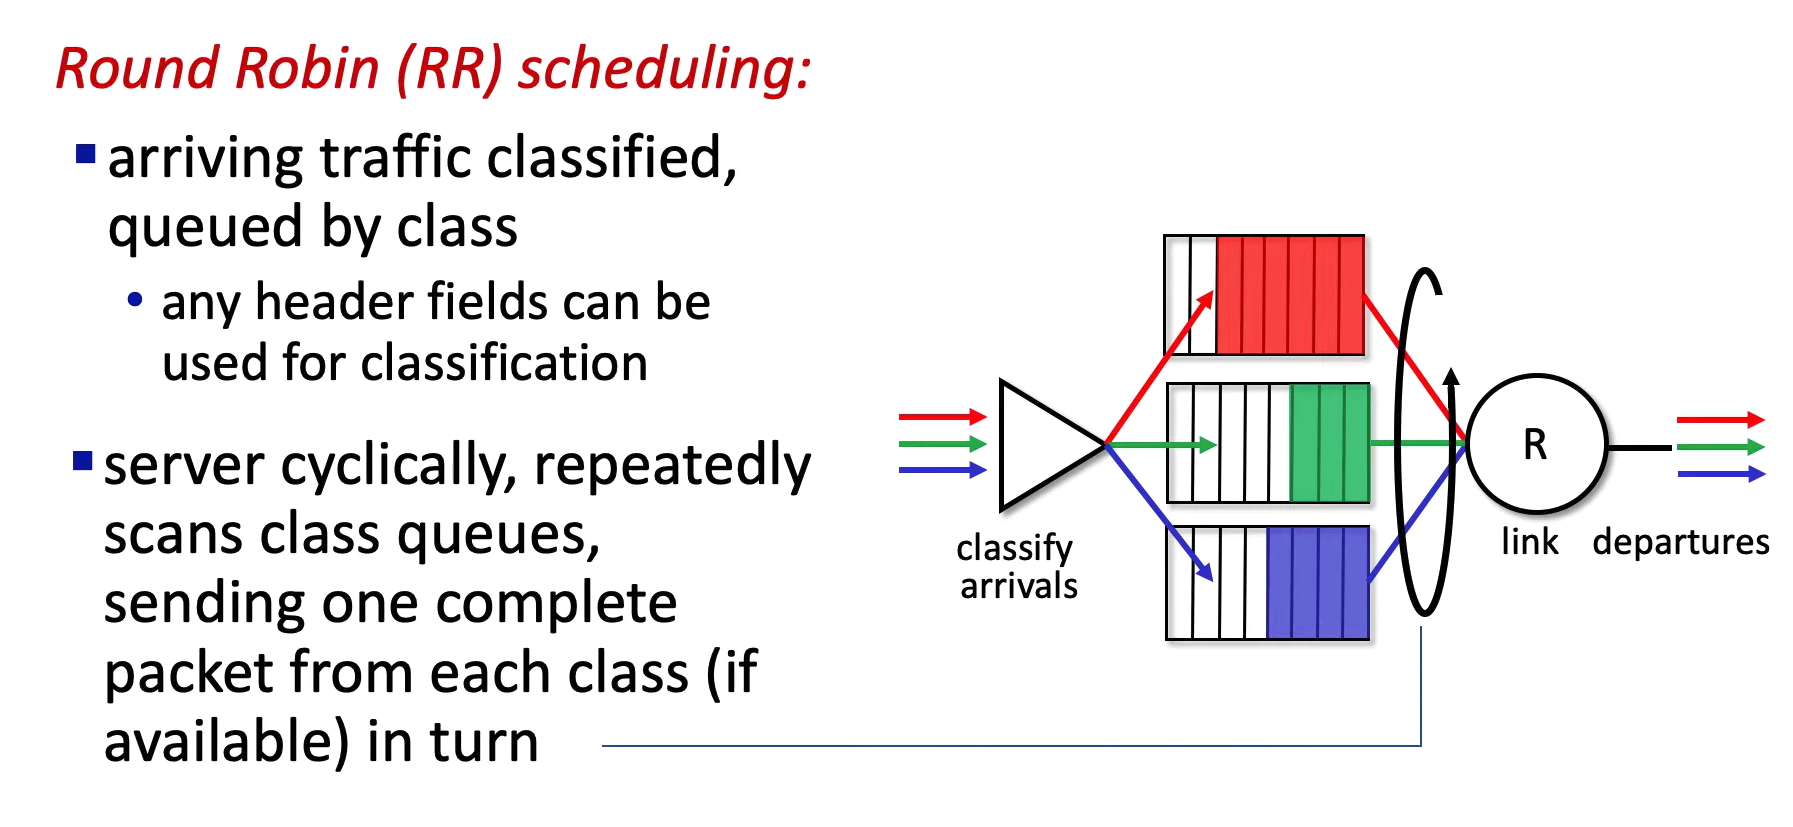 Round Robin (RR) scheduling:
arriving traffic classified,
queued by class
any header fields can be
used for classification
server cyclically, repeatedly
scans class queues,
sending one complete
packet from each class (if
available) in turn
classify
arrivals
R
link
departures